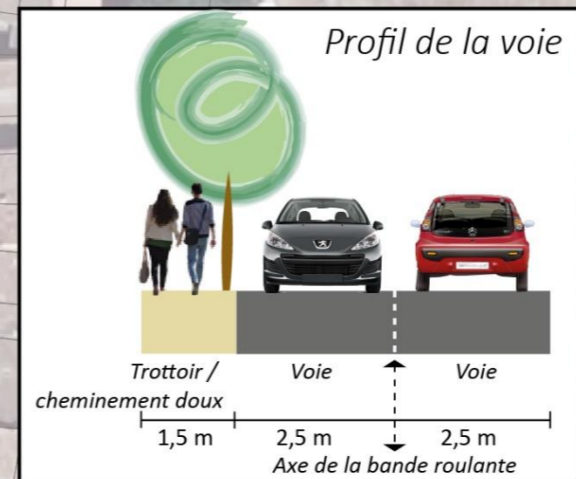 Profil de la voie
Trottoir / cheminement doux
Voie
Voie
1,5 m
2,5 m
2,5 m
Axe de la bande roulante